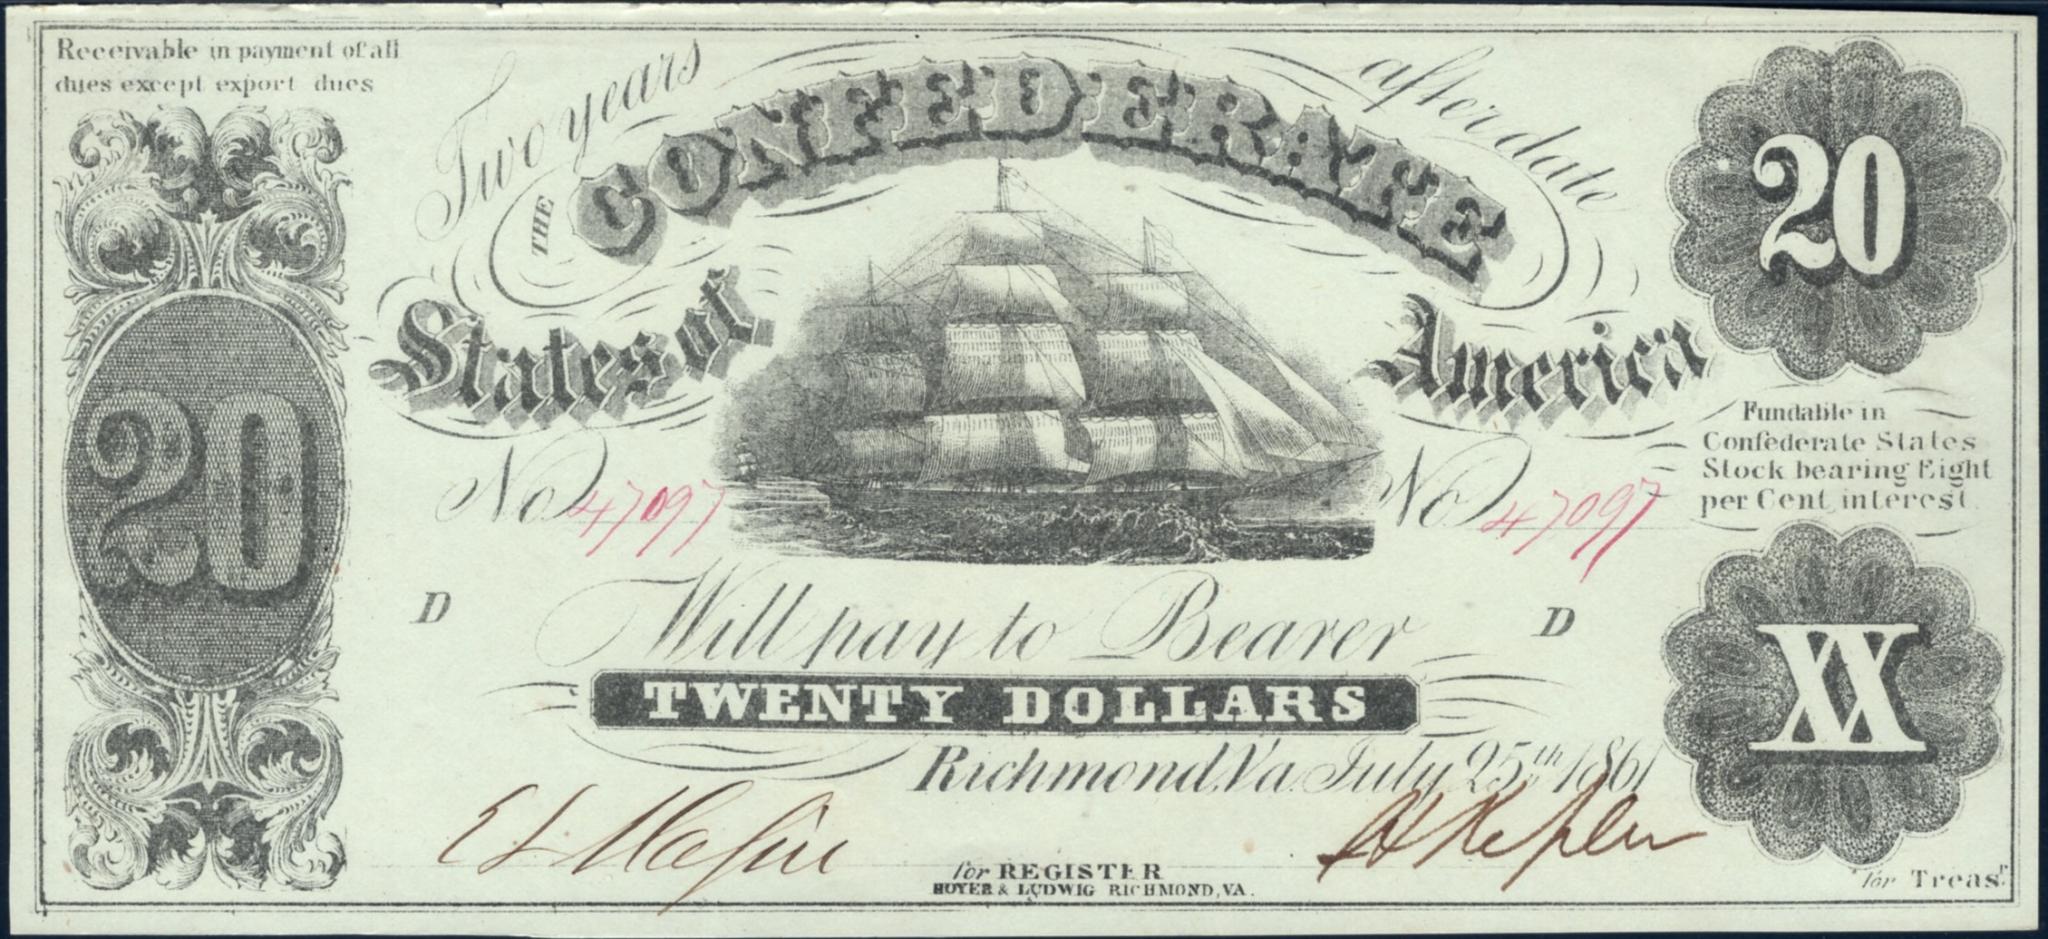 Receivable in payment of all
dues except export dues
Two years after date
THE CONFEDERATE
States of America
20
20
Fundable in
Confederate States
Stock bearing Eight
per Cent interest.
No 47097
No 47097
D
D
Will pay to Bearer
TWENTY DOLLARS
XX
Richmond, Va. July 25th 1861
for REGISTER
HOYER & LUDWIG RICHMOND, VA.
for Treasr